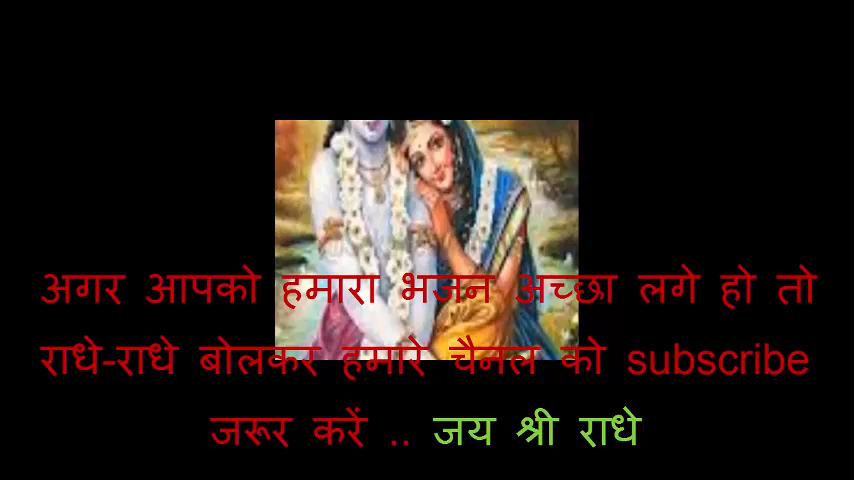 अगर आपको हमारा भजन अच्छा लगे हो तो
राधे-राधे बोलकर हमारे चैनल को subscribe
जरूर करें .. जय श्री राधे